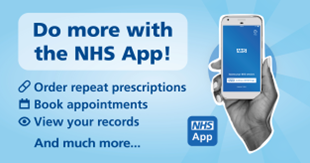 Do more with
the NHS App!
Order repeat prescriptions
Book appointments
View your records
And much more...
NHS
App